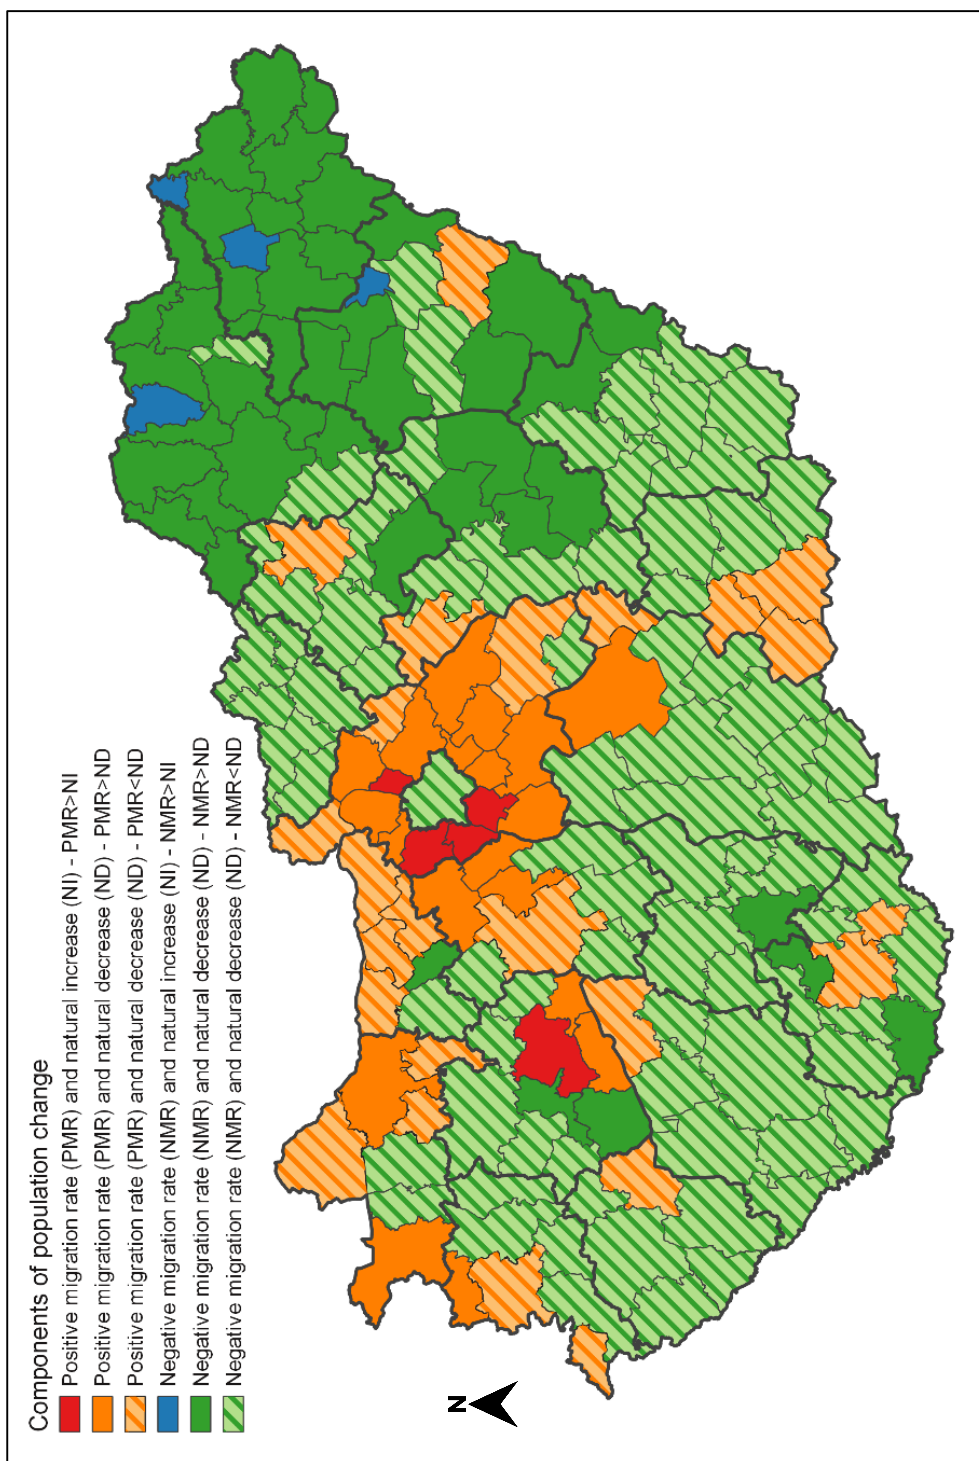 Components of population change
Positive migration rate (PMR) and natural increase (NI) - PMR>NI
Positive migration rate (PMR) and natural decrease (ND) - PMR>ND
Positive migration rate (PMR) and natural decrease (ND) - PMR<ND
Negative migration rate (NMR) and natural increase (NI) - NMR>NI
Negative migration rate (NMR) and natural decrease (ND) - NMR>ND
Negative migration rate (NMR) and natural decrease (ND) - NMR<ND
N